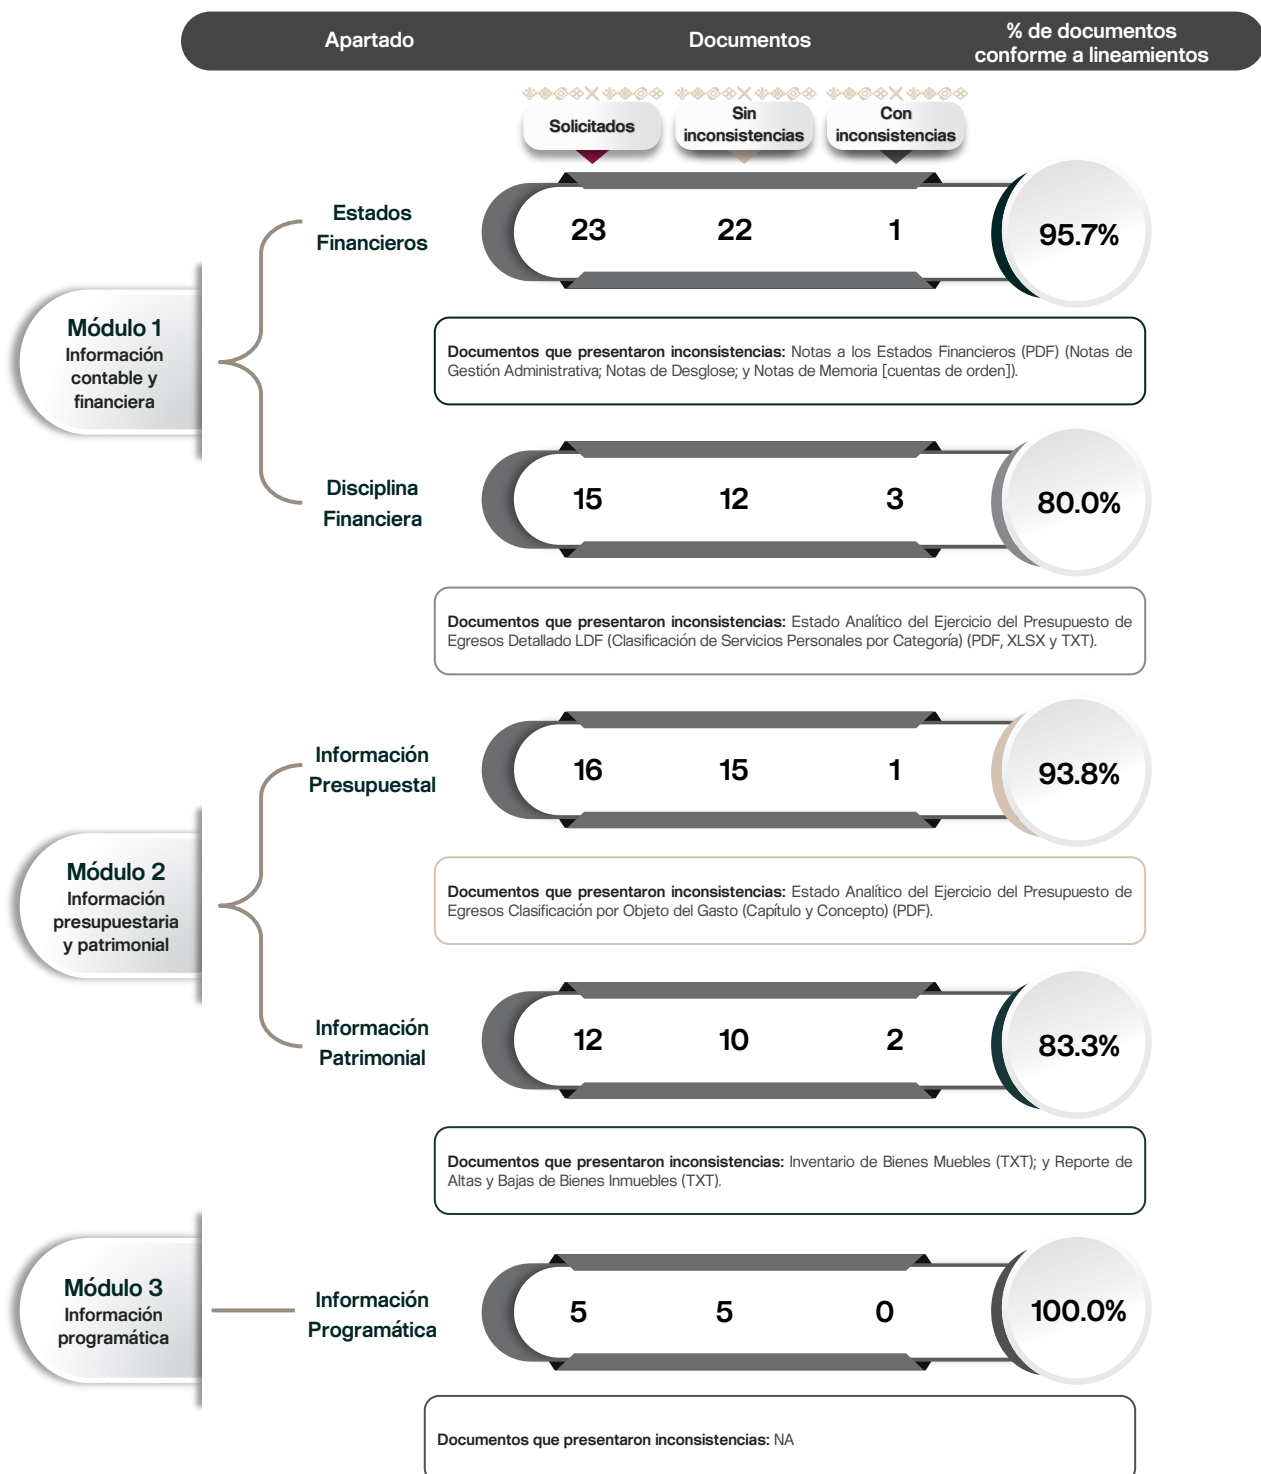 Apartado
Documentos
% de documentos
conforme a lineamientos
Solicitados
Sin
inconsistencias
Con
inconsistencias
Módulo 1
Información
contable y
financiera
Estados
Financieros
23
22
1
95.7%
Documentos que presentaron inconsistencias: Notas a los Estados Financieros (PDF) (Notas de
Gestión Administrativa; Notas de Desglose; y Notas de Memoria [cuentas de orden]).
Disciplina
Financiera
15
12
3
80.0%
Documentos que presentaron inconsistencias: Estado Analítico del Ejercicio del Presupuesto de
Egresos Detallado LDF (Clasificación de Servicios Personales por Categoría) (PDF, XLSX y TXT).
Módulo 2
Información
presupuestaria
y patrimonial
Información
Presupuestal
16
15
1
93.8%
Documentos que presentaron inconsistencias: Estado Analítico del Ejercicio del Presupuesto de
Egresos Clasificación por Objeto del Gasto (Capítulo y Concepto) (PDF).
Información
Patrimonial
12
10
2
83.3%
Documentos que presentaron inconsistencias: Inventario de Bienes Muebles (TXT); y Reporte de
Altas y Bajas de Bienes Inmuebles (TXT).
Módulo 3
Información
programática
Información
Programática
5
5
0
100.0%
Documentos que presentaron inconsistencias: NA